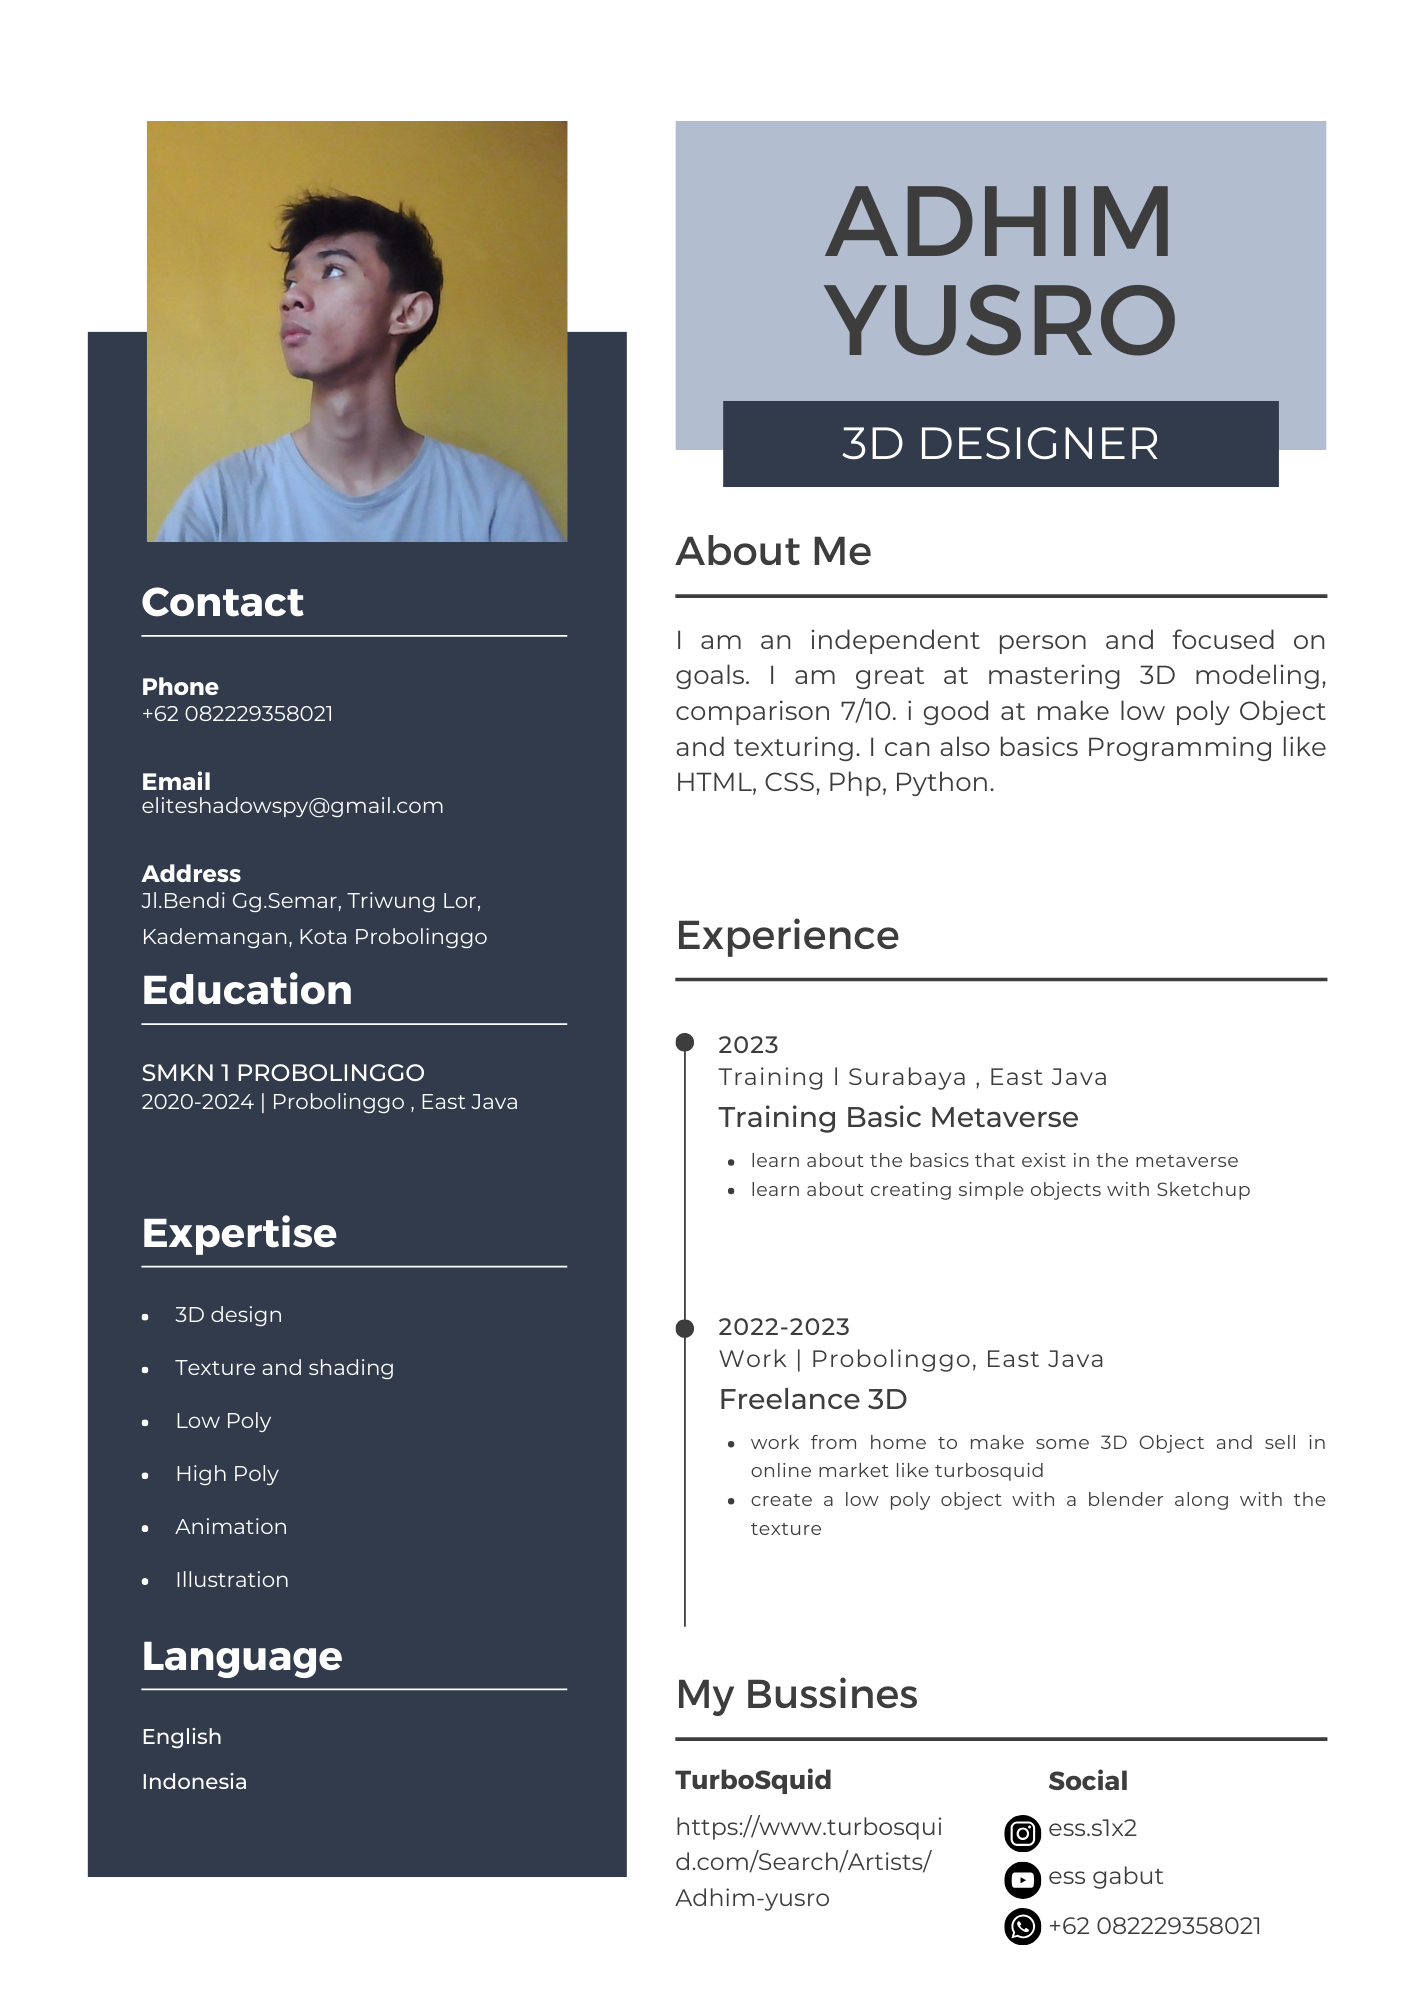 ADHIM
YUSRO
3D DESIGNER
Contact
Phone
+62 082229358021
Email
eliteshadowspy@gmail.com
Address
Jl.Bendi Gg.Semar, Triwung Lor,
Kademangan, Kota Probolinggo
Education
SMKN 1 PROBOLINGGO
2020-2024 | Probolinggo , East Java
Expertise
3D design
Texture and shading
Low Poly
High Poly
Animation
Illustration
Language
English
Indonesia
About Me
I am an independent person and focused on
goals. I am great at mastering 3D modeling,
comparison 7/10. i good at make low poly Object
and texturing. I can also basics Programming like
HTML, CSS, Php, Python.
Experience
2023
Training l Surabaya , East Java
Training Basic Metaverse
learn about the basics that exist in the metaverse
learn about creating simple objects with Sketchup
2022-2023
Work | Probolinggo, East Java
Freelance 3D
work from home to make some 3D Object and sell in
online market like turbosquid
create a low poly object with a blender along with the
texture
My Bussines
TurboSquid
https://www.turbosqui
d.com/Search/Artists/
Adhim-yusro
Social
ess.s1x2
ess gabut
+62 082229358021